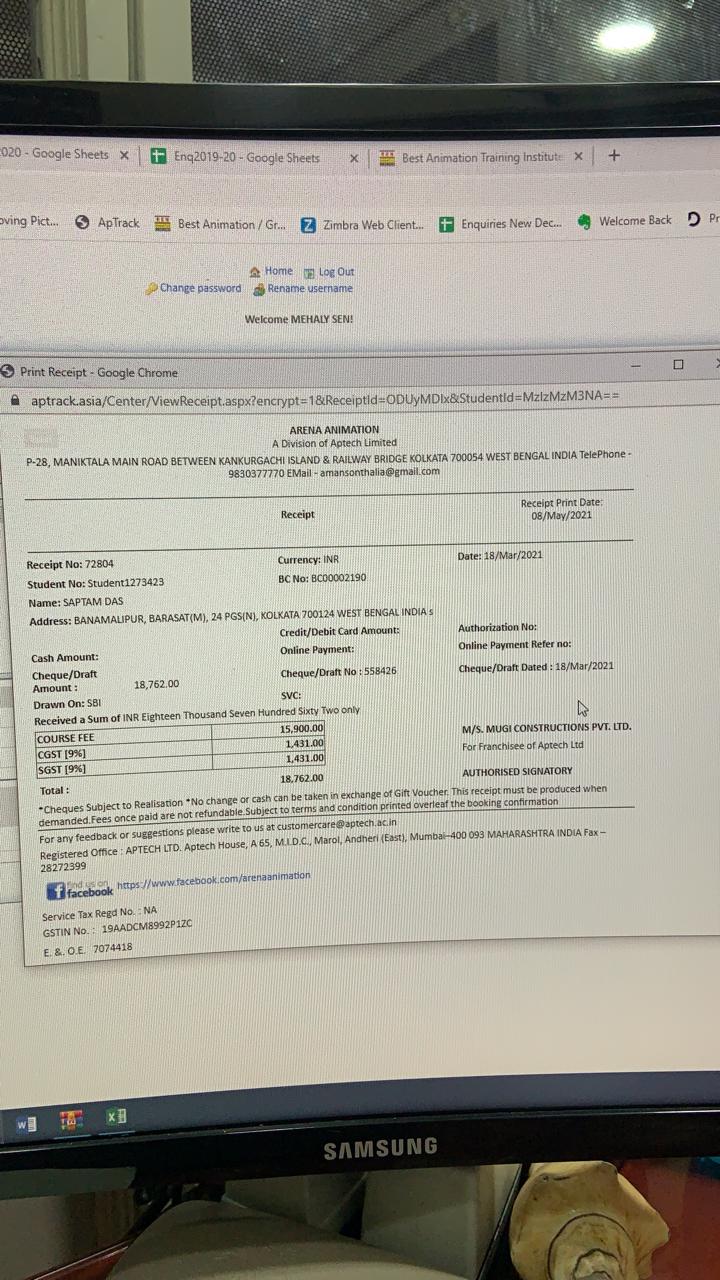 020 - Google Sheets ×
Enq2019-20 - Google Sheets ×
Best Animation Training Institute ×
+
oving Pict...
ApTrack
Best Animation / Gr...
Zimbra Web Client...
Enquiries New Dec...
Welcome Back
Pr
Home Log Out
Change password Rename username
Welcome MEHALY SEN!
Print Receipt - Google Chrome
aptrack.asia/Center/ViewReceipt.aspx?encrypt=1&ReceiptId=ODUyMDIx&StudentId=MzIzMzM3NA==
ARENA ANIMATION
A Division of Aptech Limited
P-28, MANIKTALA MAIN ROAD BETWEEN KANKURGACHI ISLAND & RAILWAY BRIDGE KOLKATA 700054 WEST BENGAL INDIA TelePhone -
9830377770 EMail - amansonthalia@gmail.com
Receipt
Receipt Print Date:
08/May/2021
Receipt No: 72804 Currency: INR Date: 18/Mar/2021
Student No: Student1273423 BC No: BC00002190
Name: SAPTAM DAS
Address: BANAMALIPUR, BARASAT(M), 24 PGS(N), KOLKATA 700124 WEST BENGAL INDIA s
Credit/Debit Card Amount: Authorization No:
Cash Amount: Online Payment: Online Payment Refer no:
Cheque/Draft
Amount : 18,762.00 Cheque/Draft No : 558426 Cheque/Draft Dated : 18/Mar/2021
Drawn On: SBI SVC:
Received a Sum of INR Eighteen Thousand Seven Hundred Sixty Two only
COURSE FEE 15,900.00
CGST [9%] 1,431.00
SGST [9%] 1,431.00
Total : 18,762.00
M/S. MUGI CONSTRUCTIONS PVT. LTD.
For Franchisee of Aptech Ltd
AUTHORISED SIGNATORY
*Cheques Subject to Realisation *No change or cash can be taken in exchange of Gift Voucher. This receipt must be produced when
demanded.Fees once paid are not refundable.Subject to terms and condition printed overleaf the booking confirmation
For any feedback or suggestions please write to us at customercare@aptech.ac.in
Registered Office : APTECH LTD. Aptech House, A 65, M.I.D.C., Marol, Andheri (East), Mumbai-400 093 MAHARASHTRA INDIA Fax -
28272399
find us on
facebook https://www.facebook.com/arenaanimation
Service Tax Regd No. : NA
GSTIN No. : 19AADCM8992P1ZC
E. &. O.E. 7074418
SAMSUNG